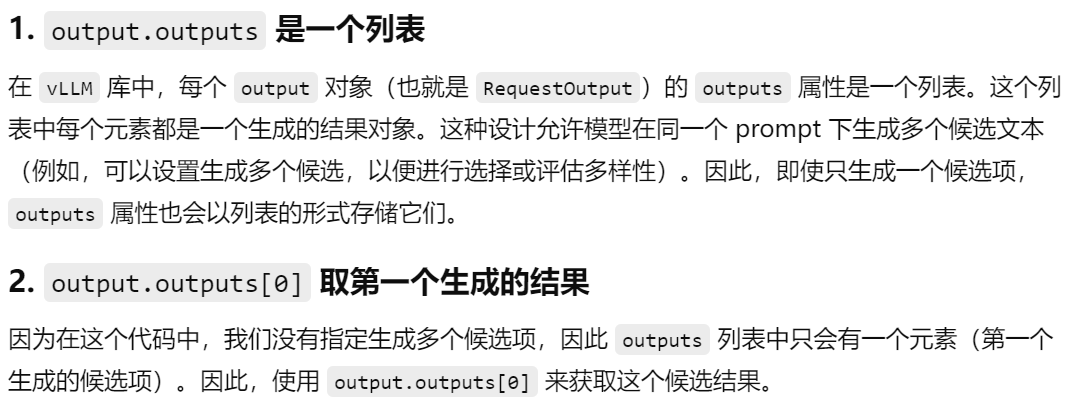 1. output.outputs 是一个列表
在 vLLM 库中，每个 output 对象（也就是 RequestOutput）的 outputs 属性是一个列表。这个列
表中每个元素都是一个生成的结果对象。这种设计允许模型在同一个 prompt 下生成多个候选文本
（例如，可以设置生成多个候选，以便进行选择或评估多样性）。因此，即使只生成一个候选项，
outputs 属性也会以列表的形式存储它们。
2. output.outputs[0] 取第一个生成的结果
因为在这个代码中，我们没有指定生成多个候选项，因此 outputs 列表中只会有一个元素（第一个
生成的候选项）。因此，使用 output.outputs[0] 来获取这个候选结果。